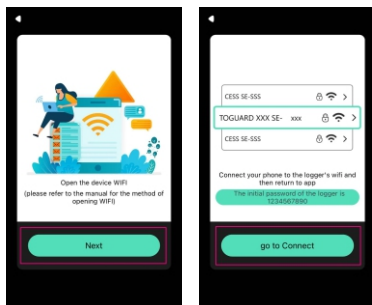 Open the device WIFI
(please refer to the manual for the method of
opening WIFI)
Next
CESS SE-SSS
TOGUARD XXX SE- xxx
CESS SE-SSS
Connect your phone to the logger's wifi and
then return to app
The initial password of the logger is
1234567890
go to Connect